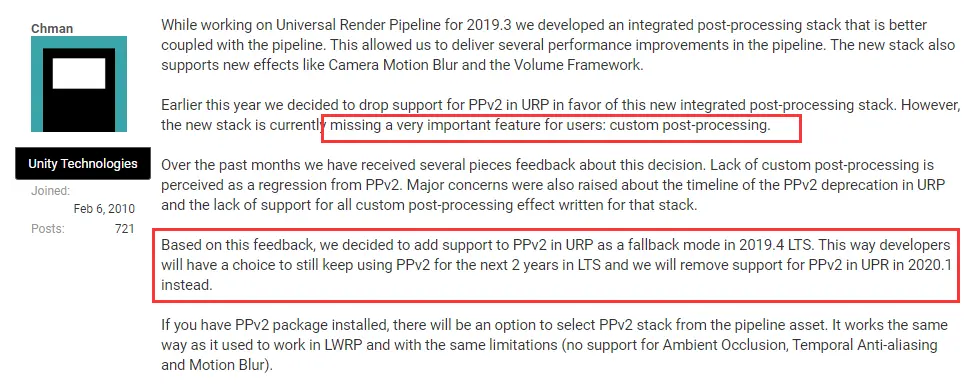 Chman
Unity Technologies
Joined:
Feb 6, 2010
Posts: 721
While working on Universal Render Pipeline for 2019.3 we developed an integrated post-processing stack that is better
coupled with the pipeline. This allowed us to deliver several performance improvements in the pipeline. The new stack also
supports new effects like Camera Motion Blur and the Volume Framework.
Earlier this year we decided to drop support for PPv2 in URP in favor of this new integrated post-processing stack. However,
the new stack is currently missing a very important feature for users: custom post-processing.
Over the past months we have received several pieces feedback about this decision. Lack of custom post-processing is
perceived as a regression from PPv2. Major concerns were also raised about the timeline of the PPv2 deprecation in URP
and the lack of support for all custom post-processing effect written for that stack.
Based on this feedback, we decided to add support to PPv2 in URP as a fallback mode in 2019.4 LTS. This way developers
will have a choice to still keep using PPv2 for the next 2 years in LTS and we will remove support for PPv2 in UPR in 2020.1
instead.
If you have PPv2 package installed, there will be an option to select PPv2 stack from the pipeline asset. It works the same
way as it used to work in LWRP and with the same limitations (no support for Ambient Occlusion, Temporal Anti-aliasing
and Motion Blur).